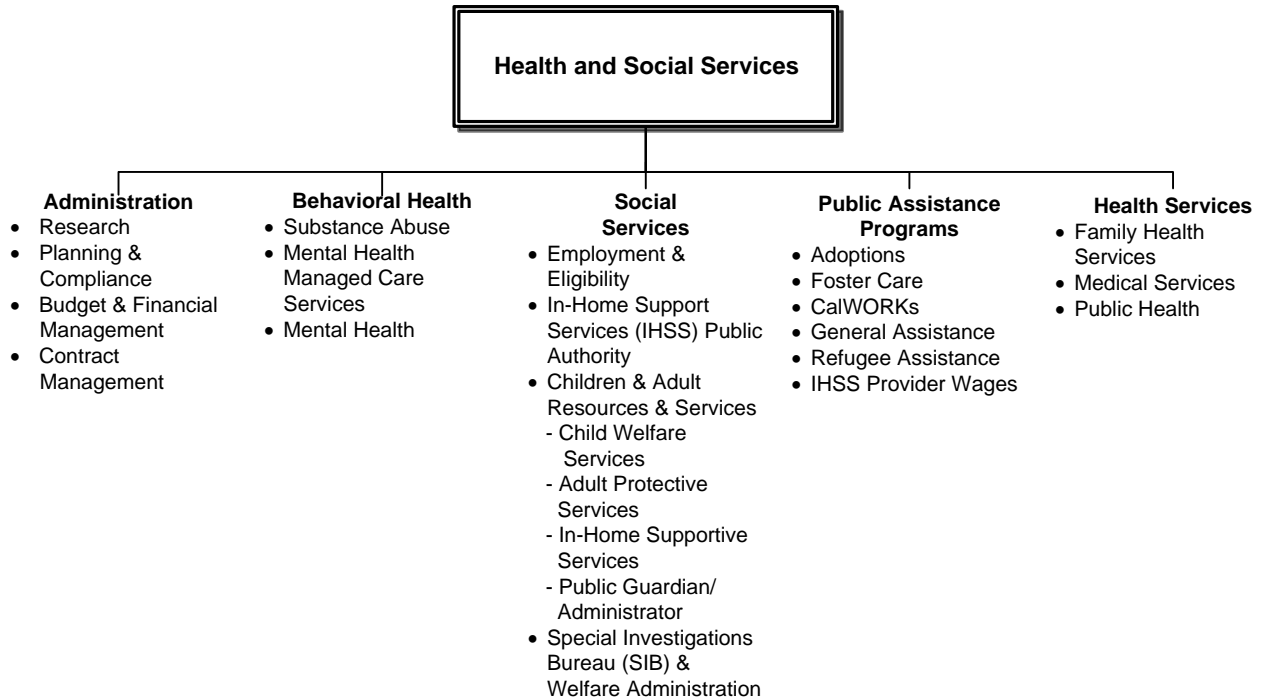 Health and Social Services
Administration
• Research
• Planning &
Compliance
• Budget & Financial
Management
• Contract
Management
Behavioral Health
• Substance Abuse
• Mental Health
Managed Care
Services
• Mental Health
Social
Services
• Employment &
Eligibility
• In-Home Support
Services (IHSS) Public
Authority
• Children & Adult
Resources & Services
- Child Welfare
Services
- Adult Protective
Services
- In-Home Supportive
Services
- Public Guardian/
Administrator
• Special Investigations
Bureau (SIB) &
Welfare Administration
Public Assistance
Programs
• Adoptions
• Foster Care
• CalWORKs
• General Assistance
• Refugee Assistance
• IHSS Provider Wages
Health Services
• Family Health
Services
• Medical Services
• Public Health